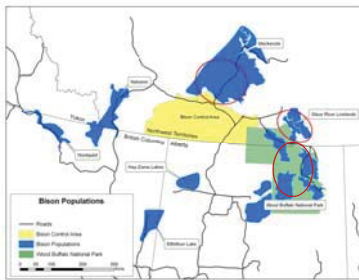 Mackenzie
Nahanni
Bison Control Area
Slave River Lowlands
Yukon
Northwest Territories
British Columbia
Alberta
Nordquist
Hay-Zama Lakes
Wood Buffalo National Park
Etthithun Lake
Bison Populations
Roads
Bison Control Area
Bison Populations
Wood Buffalo National Park